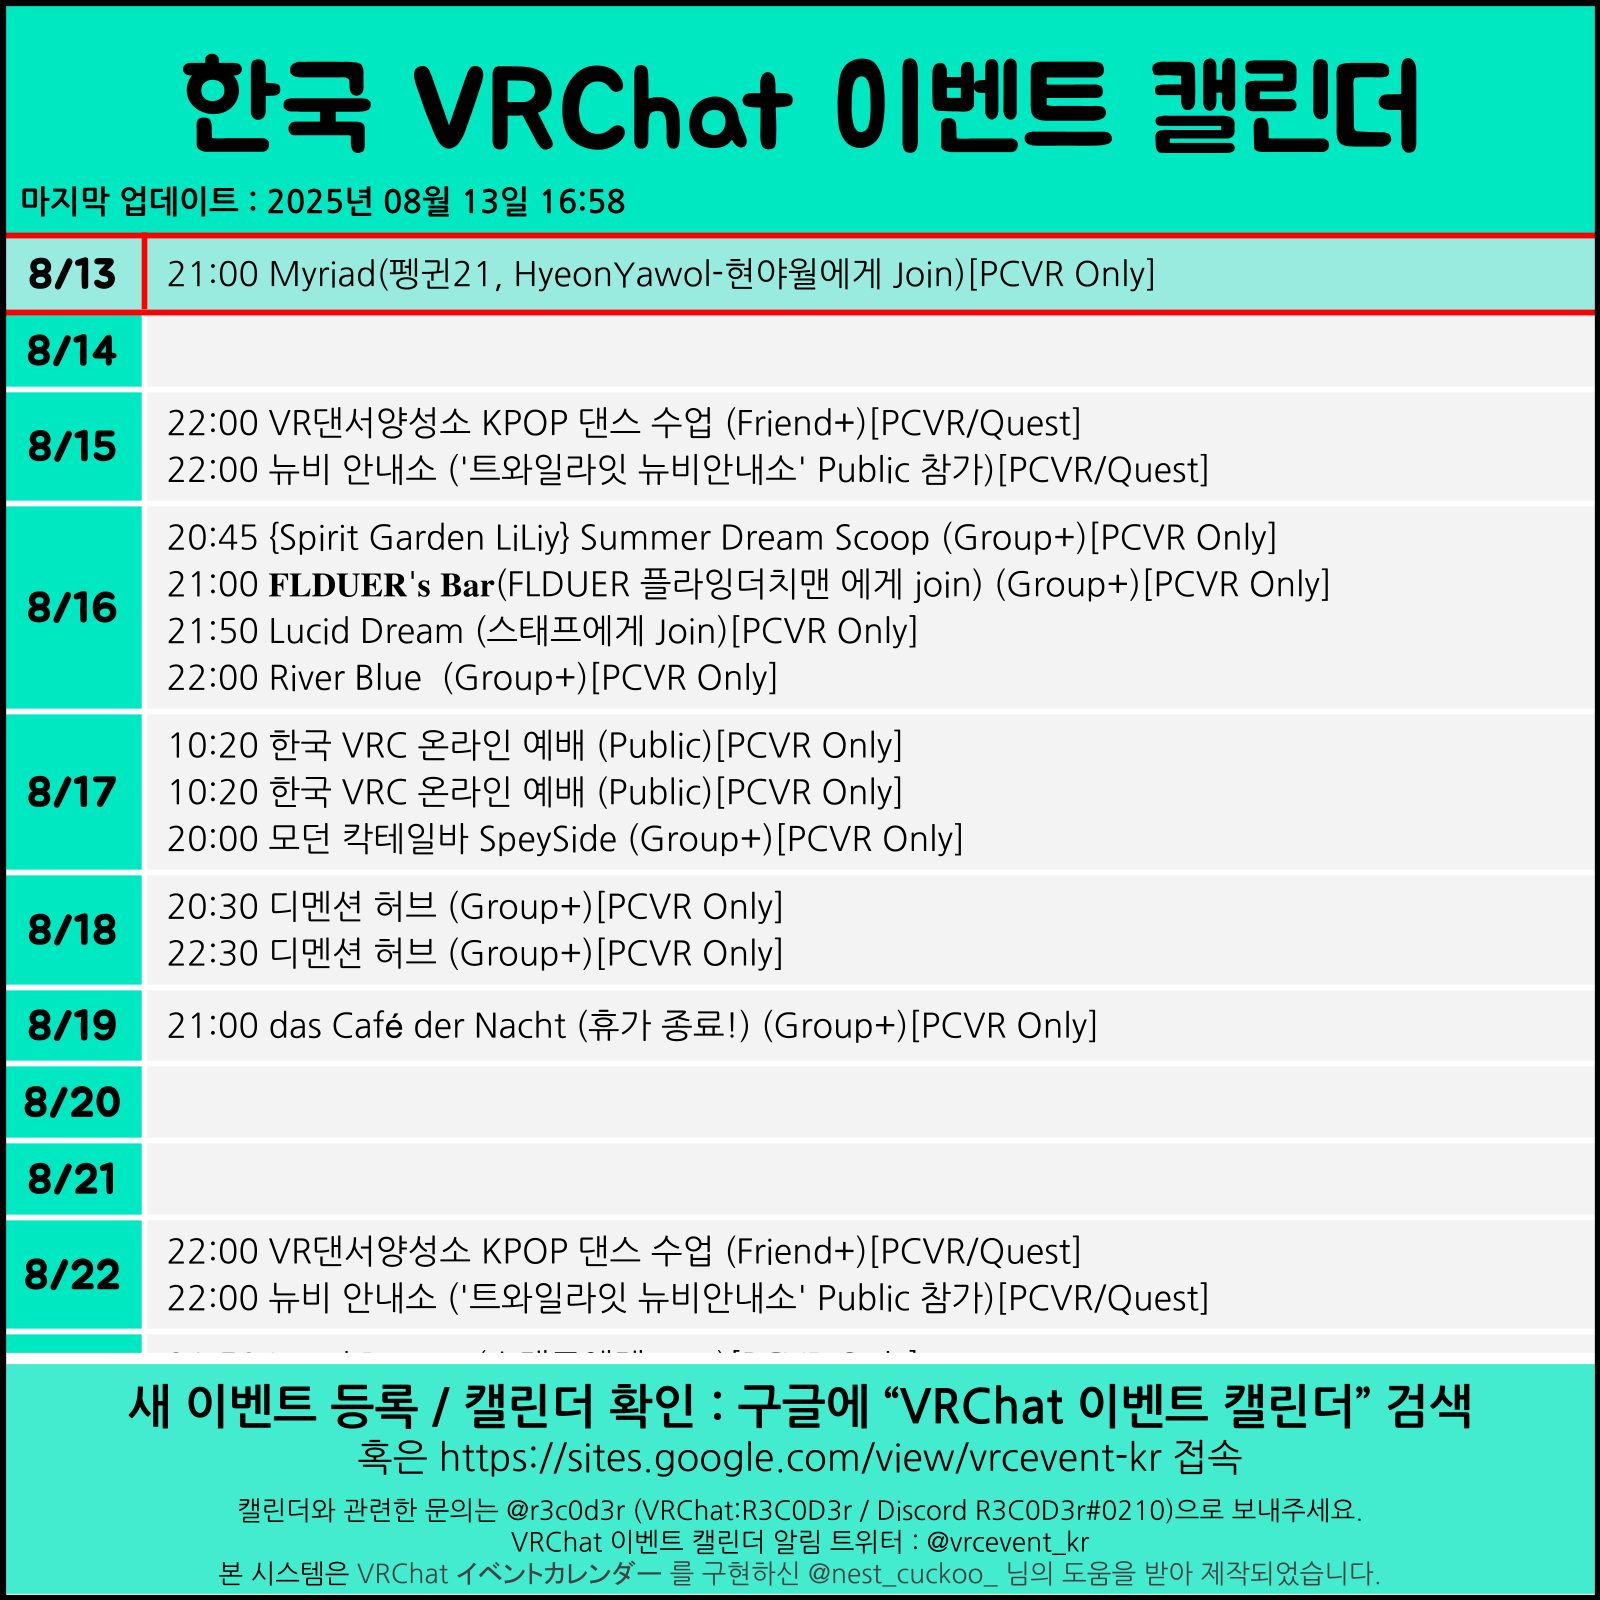 한국 VRChat 이벤트 캘린더
마지막 업데이트 : 2025년 08월 13일 16:58
8/13
21:00 Myriad(펭귄21, HyeonYawol-현야월에게 Join)[PCVR Only]
8/14
8/15
22:00 VR댄서양성소 KPOP 댄스 수업 (Friend+)[PCVR/Quest]
22:00 뉴비 안내소 ('트와일라잇 뉴비안내소' Public 참가)[PCVR/Quest]
8/16
20:45 {Spirit Garden LiLiy} Summer Dream Scoop (Group+)[PCVR Only]
21:00 𝐅𝐋𝐃𝐔𝐄𝐑'𝐬 𝐁𝐚𝐫(FLDUER 플라잉더치맨 에게 join) (Group+)[PCVR Only]
21:50 Lucid Dream (스태프에게 Join)[PCVR Only]
22:00 River Blue  (Group+)[PCVR Only]
8/17
10:20 한국 VRC 온라인 예배 (Public)[PCVR Only]
10:20 한국 VRC 온라인 예배 (Public)[PCVR Only]
20:00 모던 칵테일바 SpeySide (Group+)[PCVR Only]
8/18
20:30 디멘션 허브 (Group+)[PCVR Only]
22:30 디멘션 허브 (Group+)[PCVR Only]
8/19
21:00 das Café der Nacht (휴가 종료!) (Group+)[PCVR Only]
8/20
8/21
8/22
22:00 VR댄서양성소 KPOP 댄스 수업 (Friend+)[PCVR/Quest]
22:00 뉴비 안내소 ('트와일라잇 뉴비안내소' Public 참가)[PCVR/Quest]
새 이벤트 등록 / 캘린더 확인 : 구글에 “VRChat 이벤트 캘린더” 검색
혹은 https://sites.google.com/view/vrcevent-kr 접속
캘린더와 관련한 문의는 @r3c0d3r (VRChat:R3C0D3r / Discord R3C0D3r#0210)으로 보내주세요.
VRChat 이벤트 캘린더 알림 트위터 : @vrcevent_kr
본 시스템은 VRChat イベントカレンダー 를 구현하신 @nest_cuckoo_ 님의 도움을 받아 제작되었습니다.